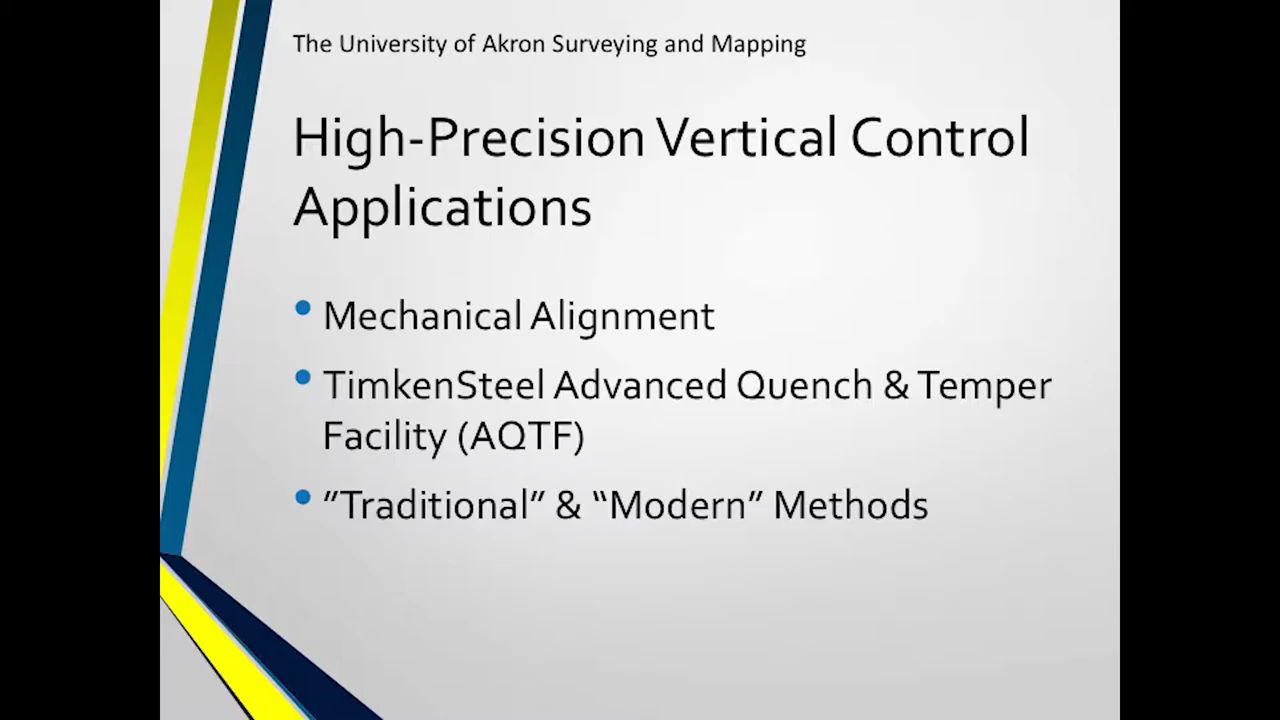 The University of Akron Surveying and Mapping
High-Precision Vertical Control
Applications
• Mechanical Alignment
• TimkenSteel Advanced Quench & Temper
Facility (AQTF)
• ”Traditional” & “Modern” Methods